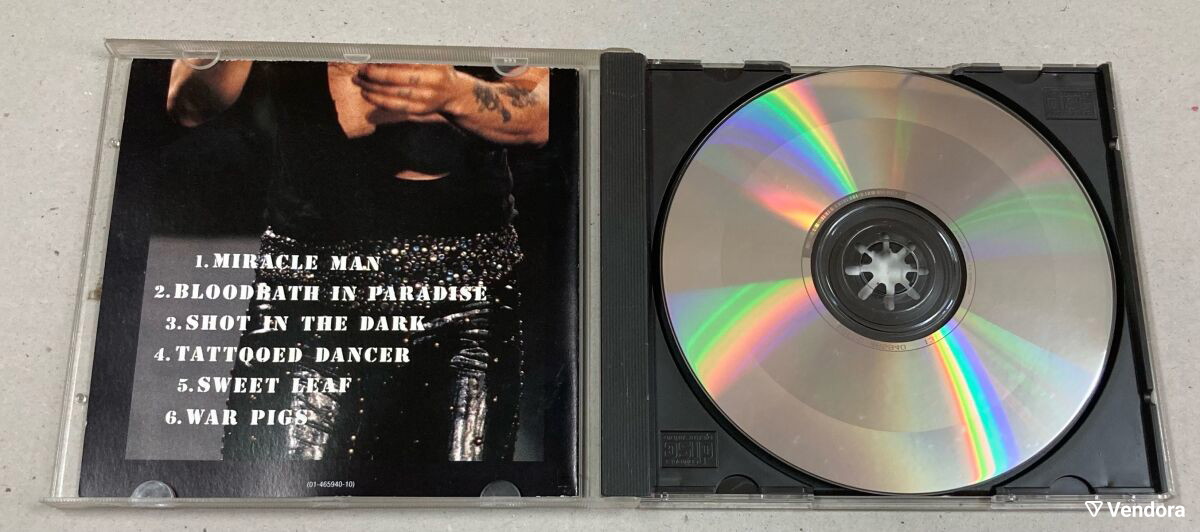 1. MIRACLE MAN
2. BLOODBATH IN PARADISE
3. SHOT IN THE DARK
4. TATTOOED DANCER
5. SWEET LEAF
6. WAR PIGS
(01-465940-10)
Vendora